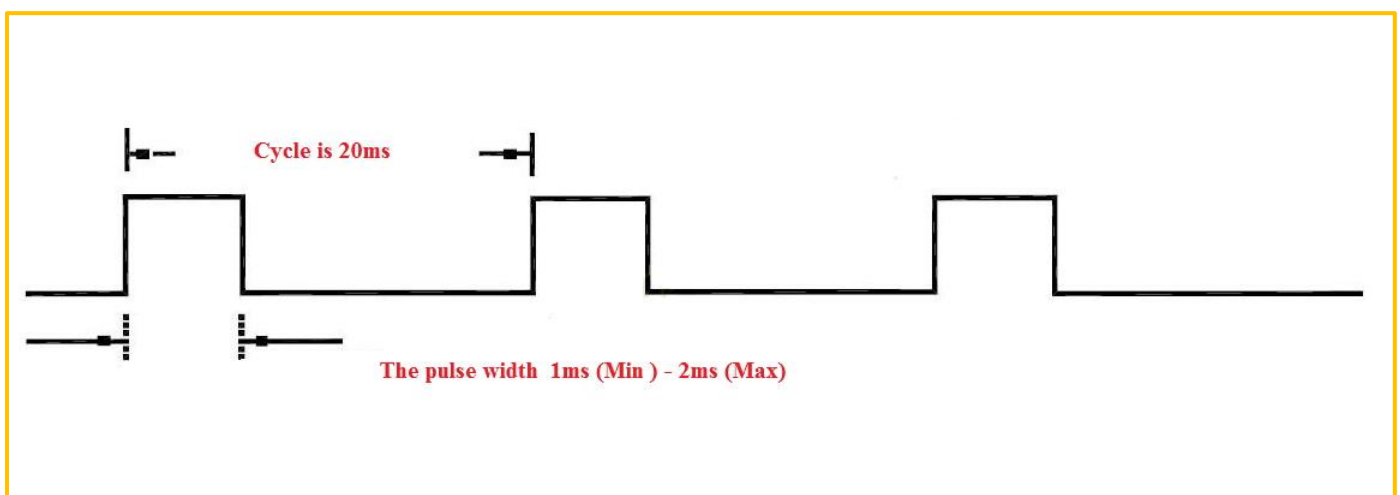 Cycle is 20ms
The pulse width 1ms (Min ) - 2ms (Max)